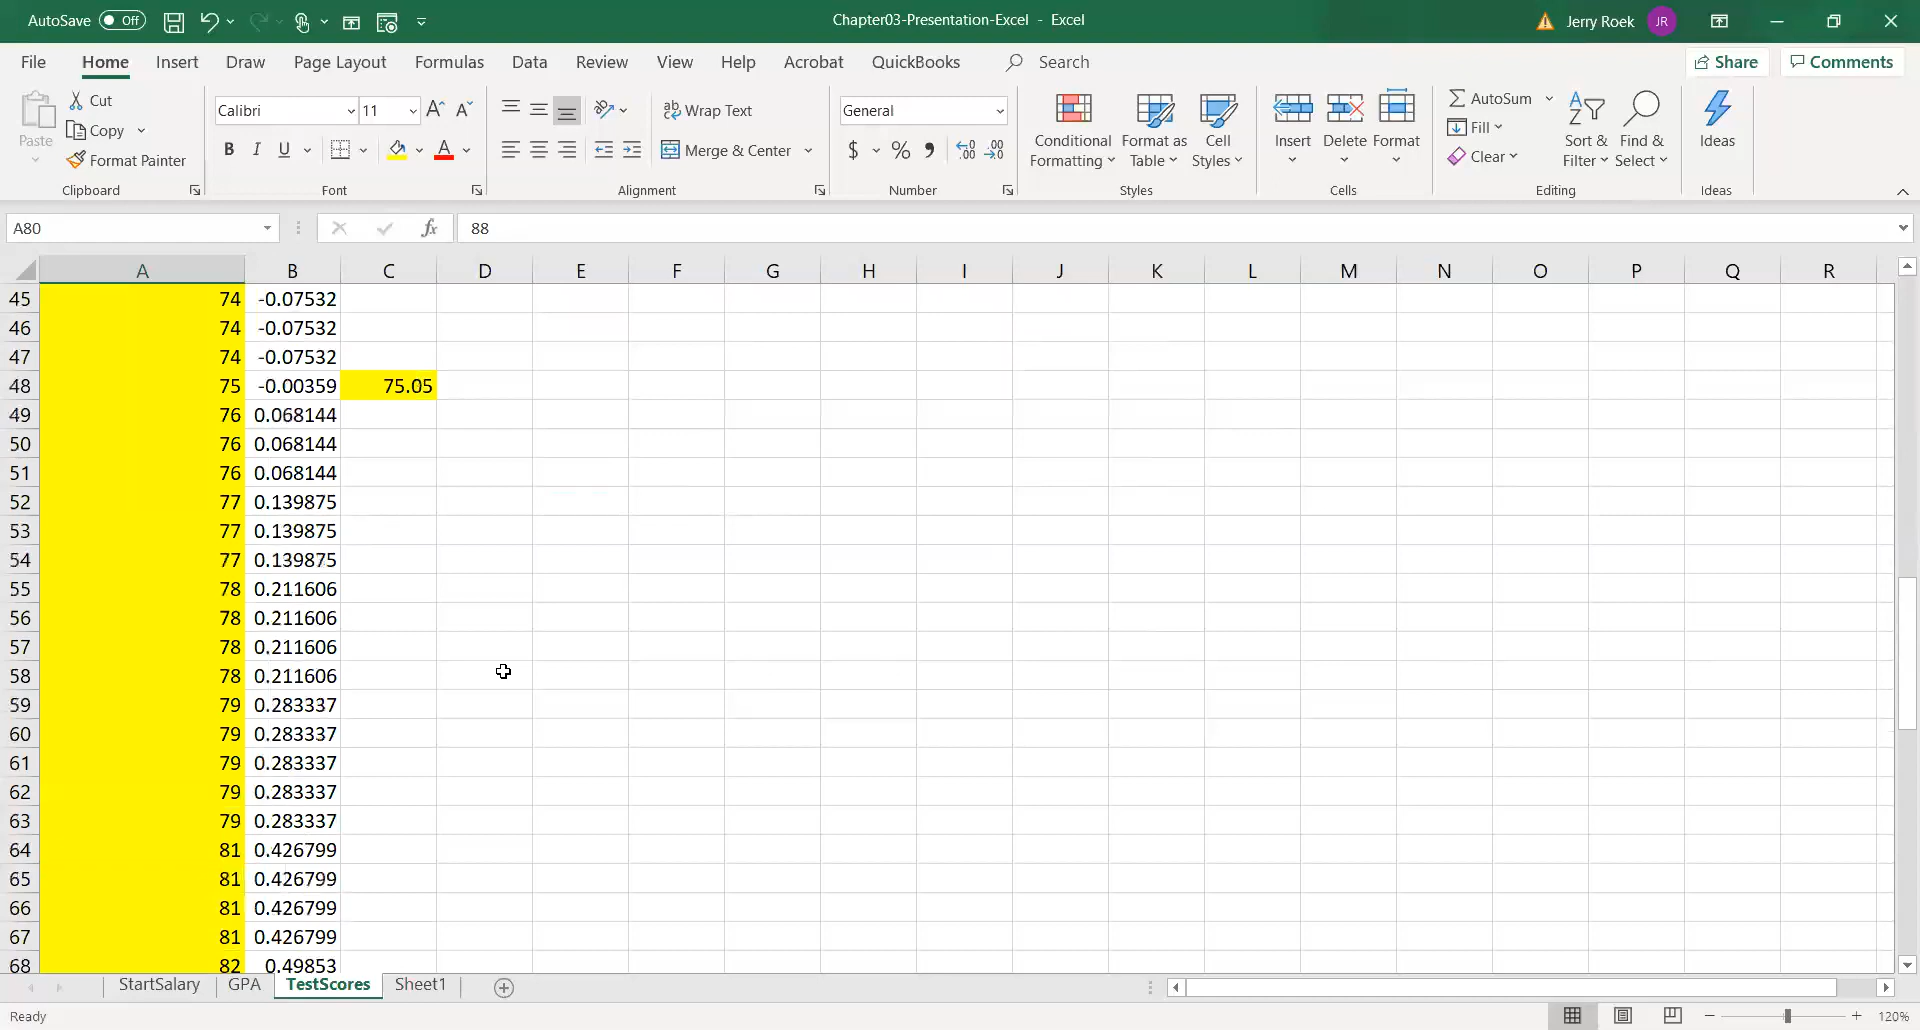 AutoSave Off Chapter03-Presentation-Excel - Excel Jerry Roek JR
File Home Insert Draw Page Layout Formulas Data Review View Help Acrobat QuickBooks Search Share Comments
Paste Cut Copy Format Painter Clipboard
Calibri 11 B I U A Font
Wrap Text Merge & Center Alignment
General $ % Number
Conditional Formatting Format as Table Cell Styles Styles
Insert Delete Format Cells
AutoSum Fill Clear Sort & Filter Find & Select Editing
Ideas Ideas
A80 fx 88
A B C D E F G H I J K L M N O P Q R
45 74 -0.07532
46 74 -0.07532
47 74 -0.07532
48 75 -0.00359 75.05
49 76 0.068144
50 76 0.068144
51 76 0.068144
52 77 0.139875
53 77 0.139875
54 77 0.139875
55 78 0.211606
56 78 0.211606
57 78 0.211606
58 78 0.211606
59 79 0.283337
60 79 0.283337
61 79 0.283337
62 79 0.283337
63 79 0.283337
64 81 0.426799
65 81 0.426799
66 81 0.426799
67 81 0.426799
68 82 0.49853
StartSalary GPA TestScores Sheet1
Ready 120%